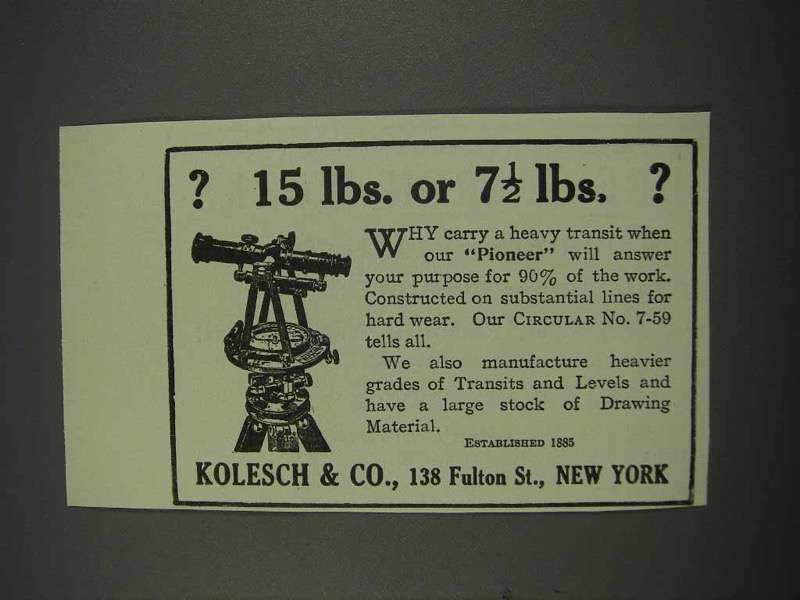 ? 15 lbs. or 7½ lbs. ?
WHY carry a heavy transit when
our "Pioneer" will answer
your purpose for 90% of the work.
Constructed on substantial lines for
hard wear. Our CIRCULAR No. 7-59
tells all.
We also manufacture heavier
grades of Transits and Levels and
have a large stock of Drawing
Material.
ESTABLISHED 1885
KOLESCH & CO., 138 Fulton St., NEW YORK